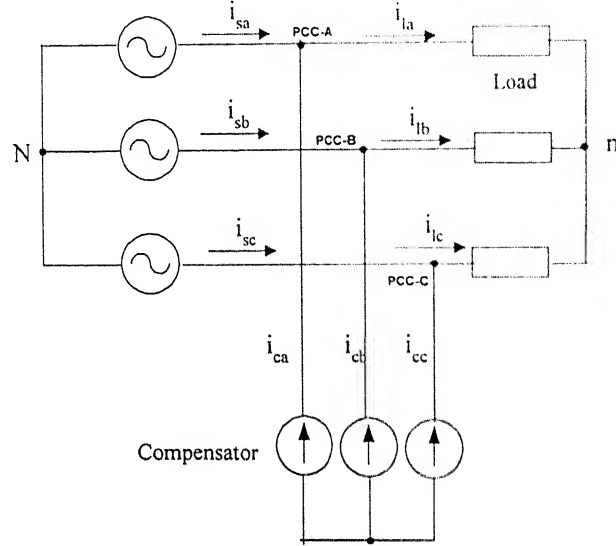 i_sa
PCC-A
i_la
Load
i_sb
PCC-B
i_lb
N
n
i_sc
i_lc
PCC-C
i_ca
i_cb
i_cc
Compensator